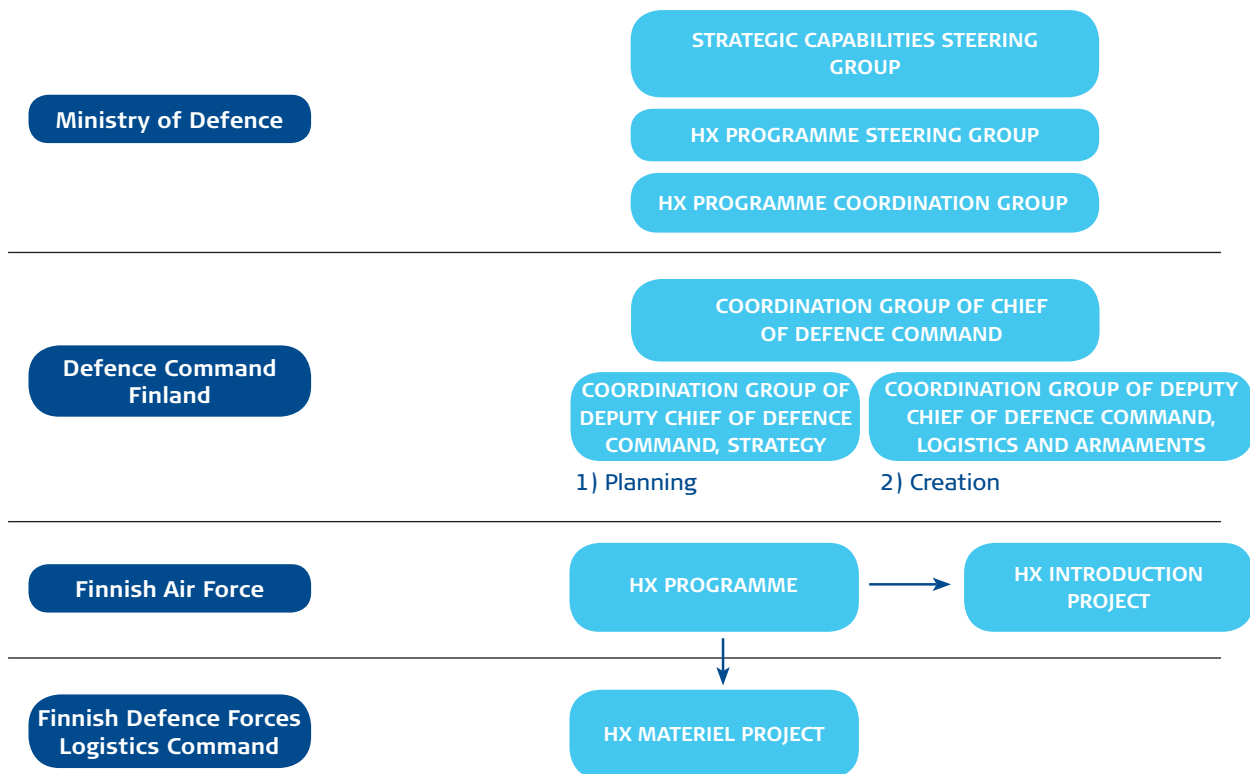 Ministry of Defence
STRATEGIC CAPABILITIES STEERING
GROUP
HX PROGRAMME STEERING GROUP
HX PROGRAMME COORDINATION GROUP
Defence Command
Finland
COORDINATION GROUP OF CHIEF
OF DEFENCE COMMAND
COORDINATION GROUP OF
DEPUTY CHIEF OF DEFENCE
COMMAND, STRATEGY
1) Planning
COORDINATION GROUP OF DEPUTY
CHIEF OF DEFENCE COMMAND,
LOGISTICS AND ARMAMENTS
2) Creation
Finnish Air Force
HX PROGRAMME
HX INTRODUCTION
PROJECT
Finnish Defence Forces
Logistics Command
HX MATERIEL PROJECT